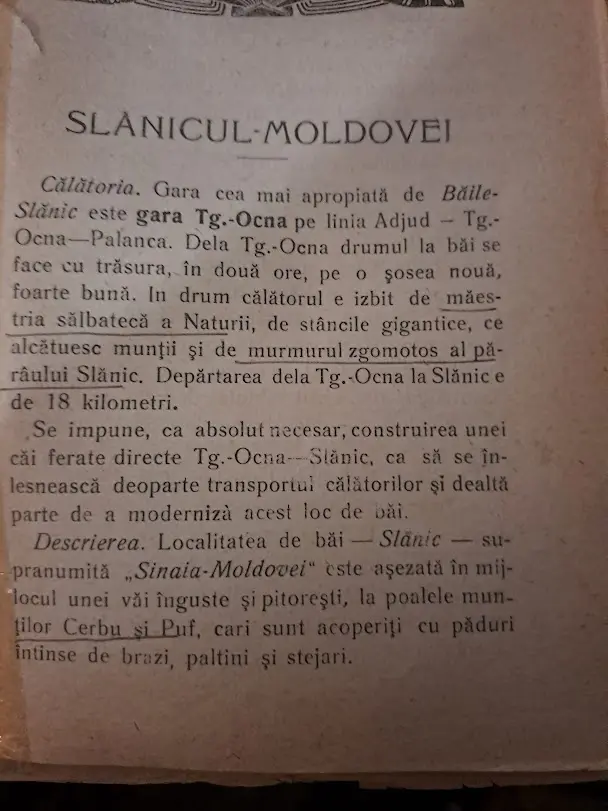 SLĂNICUL-MOLDOVEI
Călătoria. Gara cea mai apropiată de Băile-
Slănic este gara Tg.-Ocna pe linia Adjud — Tg.-
Ocna—Palanca. Dela Tg.-Ocna drumul la băi se
face cu trăsura, în două ore, pe o şosea nouă,
foarte bună. In drum călătorul e izbit de măes-
tria sălbatecă a Naturii, de stâncile gigantice, ce
alcătuesc munţii şi de murmurul zgomotos al pâ-
râului Slănic. Depărtarea dela Tg.-Ocna la Slănic e
de 18 kilometri.
Se impune, ca absolut necesar, construirea unei
căi ferate directe Tg.-Ocna—Slănic, ca să se în-
lesnească deoparte transportul călătorilor şi dealtă
parte de a modernizà acest loc de băi.
Descrierea. Localitatea de băi — Slănic — su-
pranumită „Sinaia-Moldovei“ este aşezată în mij-
locul unei văi înguste şi pitoreşti, la poalele mun-
ţilor Cerbu şi Puf, cari sunt acoperiţi cu păduri
întinse de brazi, paltini şi stejari.